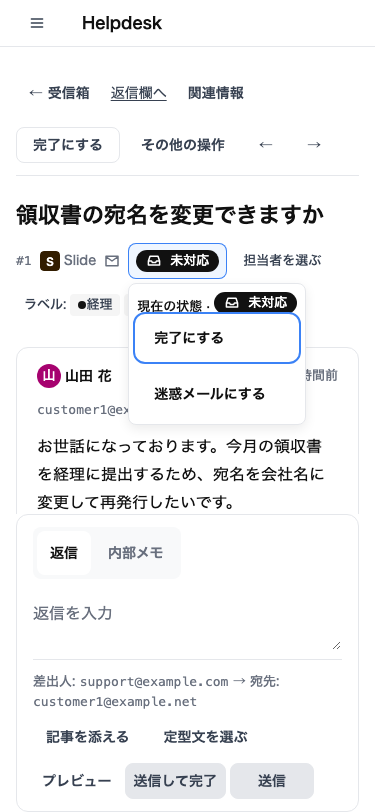 Helpdesk
← 受信箱 返信欄へ 関連情報
完了にする その他の操作 ← →
領収書の宛名を変更できますか
#1 S Slide 未対応 担当者を選ぶ
ラベル: 経理
現在の状態 · 未対応
完了にする
迷惑メールにする
山 山田 花 時間前
customer1@ex
お世話になっております。今月の領収書
を経理に提出するため、宛名を会社名に
変更して再発行したいです。
返信 内部メモ
返信を入力
差出人: support@example.com → 宛先:
customer1@example.net
記事を添える 定型文を選ぶ
プレビュー 送信して完了 送信